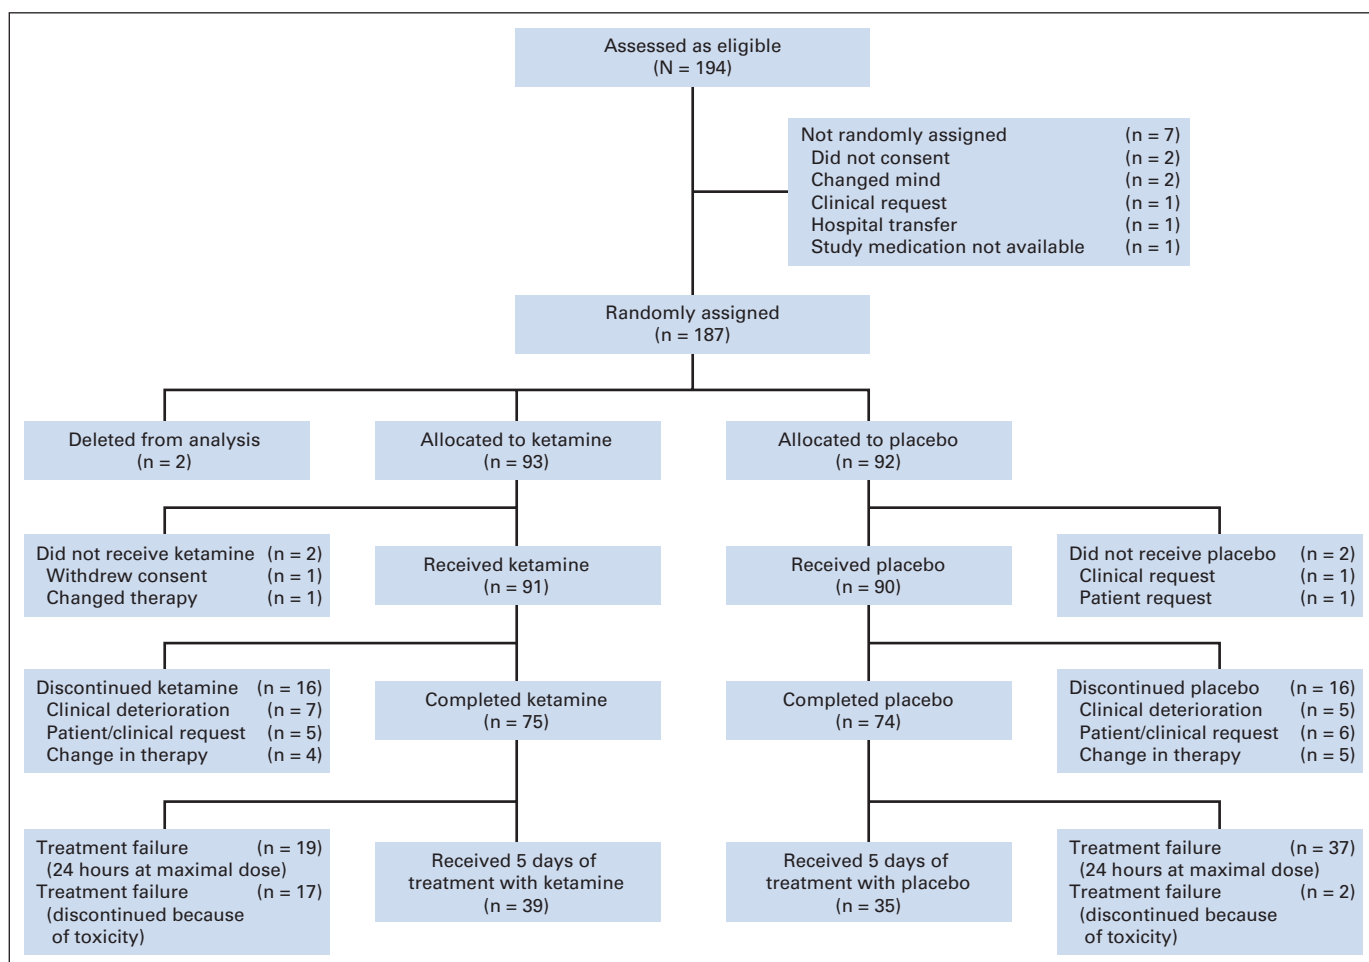 Assessed as eligible
(N = 194)
Not randomly assigned (n = 7)
Did not consent (n = 2)
Changed mind (n = 2)
Clinical request (n = 1)
Hospital transfer (n = 1)
Study medication not available (n = 1)
Randomly assigned
(n = 187)
Deleted from analysis
(n = 2)
Allocated to ketamine
(n = 93)
Allocated to placebo
(n = 92)
Did not receive ketamine (n = 2)
Withdrew consent (n = 1)
Changed therapy (n = 1)
Received ketamine
(n = 91)
Received placebo
(n = 90)
Did not receive placebo (n = 2)
Clinical request (n = 1)
Patient request (n = 1)
Discontinued ketamine (n = 16)
Clinical deterioration (n = 7)
Patient/clinical request (n = 5)
Change in therapy (n = 4)
Completed ketamine
(n = 75)
Completed placebo
(n = 74)
Discontinued placebo (n = 16)
Clinical deterioration (n = 5)
Patient/clinical request (n = 6)
Change in therapy (n = 5)
Treatment failure (n = 19)
(24 hours at maximal dose)
Treatment failure (n = 17)
(discontinued because
of toxicity)
Received 5 days of
treatment with ketamine
(n = 39)
Received 5 days of
treatment with placebo
(n = 35)
Treatment failure (n = 37)
(24 hours at maximal dose)
Treatment failure (n = 2)
(discontinued because
of toxicity)